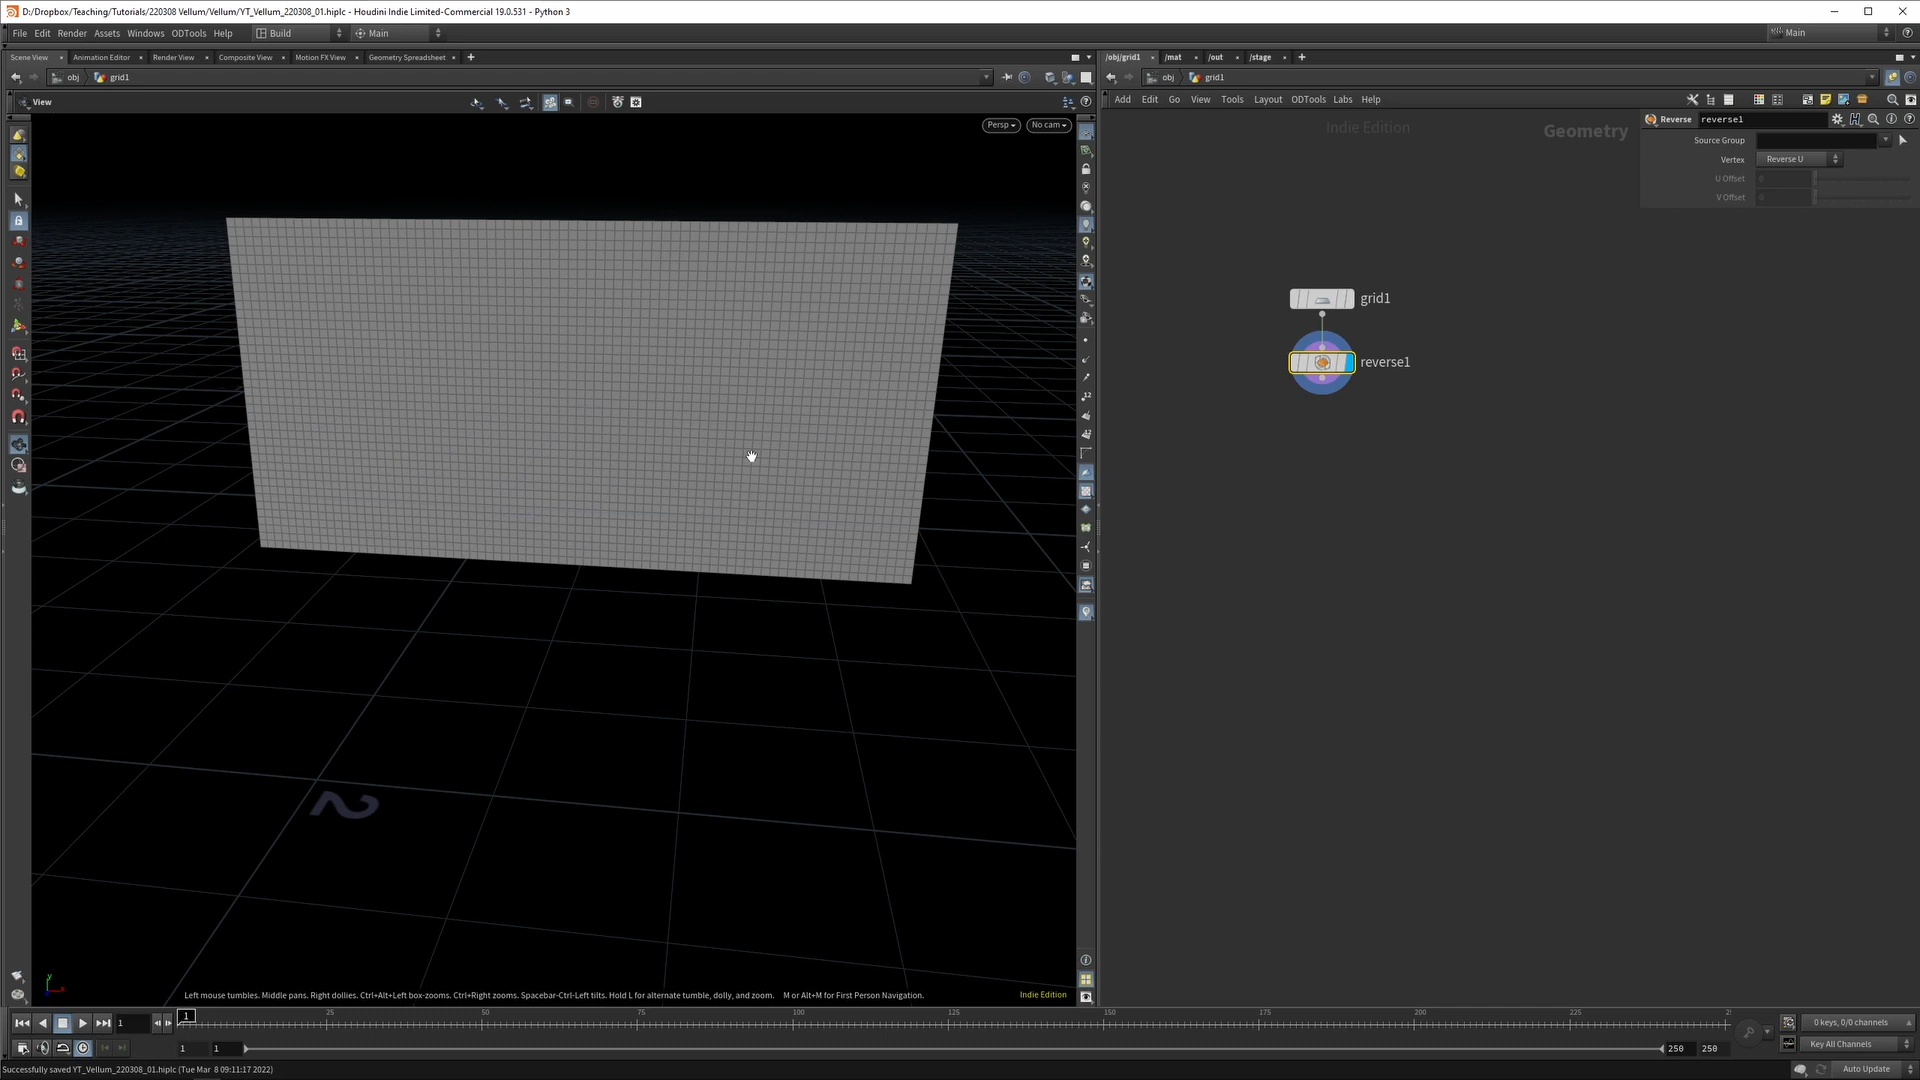 D:/Dropbox/Teaching/Tutorials/220308 Vellum/Vellum/YT_Vellum_220308_01.hiplc - Houdini Indie Limited-Commercial 19.0.531 - Python 3
File Edit Render Assets Windows ODTools Help Build Main Main
Scene View Animation Editor Render View Composite View Motion FX View Geometry Spreadsheet
obj grid1
View
Persp No cam
2
Left mouse tumbles. Middle pans. Right dollies. Ctrl+Alt+Left box-zooms. Ctrl+Right zooms. Spacebar-Ctrl-Left tilts. Hold L for alternate tumble, dolly, and zoom. M or Alt+M for First Person Navigation.
Indie Edition
y
x
/obj/grid1 /mat /out /stage
obj grid1
Add Edit Go View Tools Layout ODTools Labs Help
Indie Edition
Geometry
Reverse reverse1
Source Group
Vertex Reverse U
U Offset 0
V Offset 0
grid1
reverse1
1 1 25 50 75 100 125 150 175 200 225
0 keys, 0/0 channels
1 1 250 250
Key All Channels
Successfully saved YT_Vellum_220308_01.hiplc (Tue Mar 8 09:11:17 2022)
Auto Update